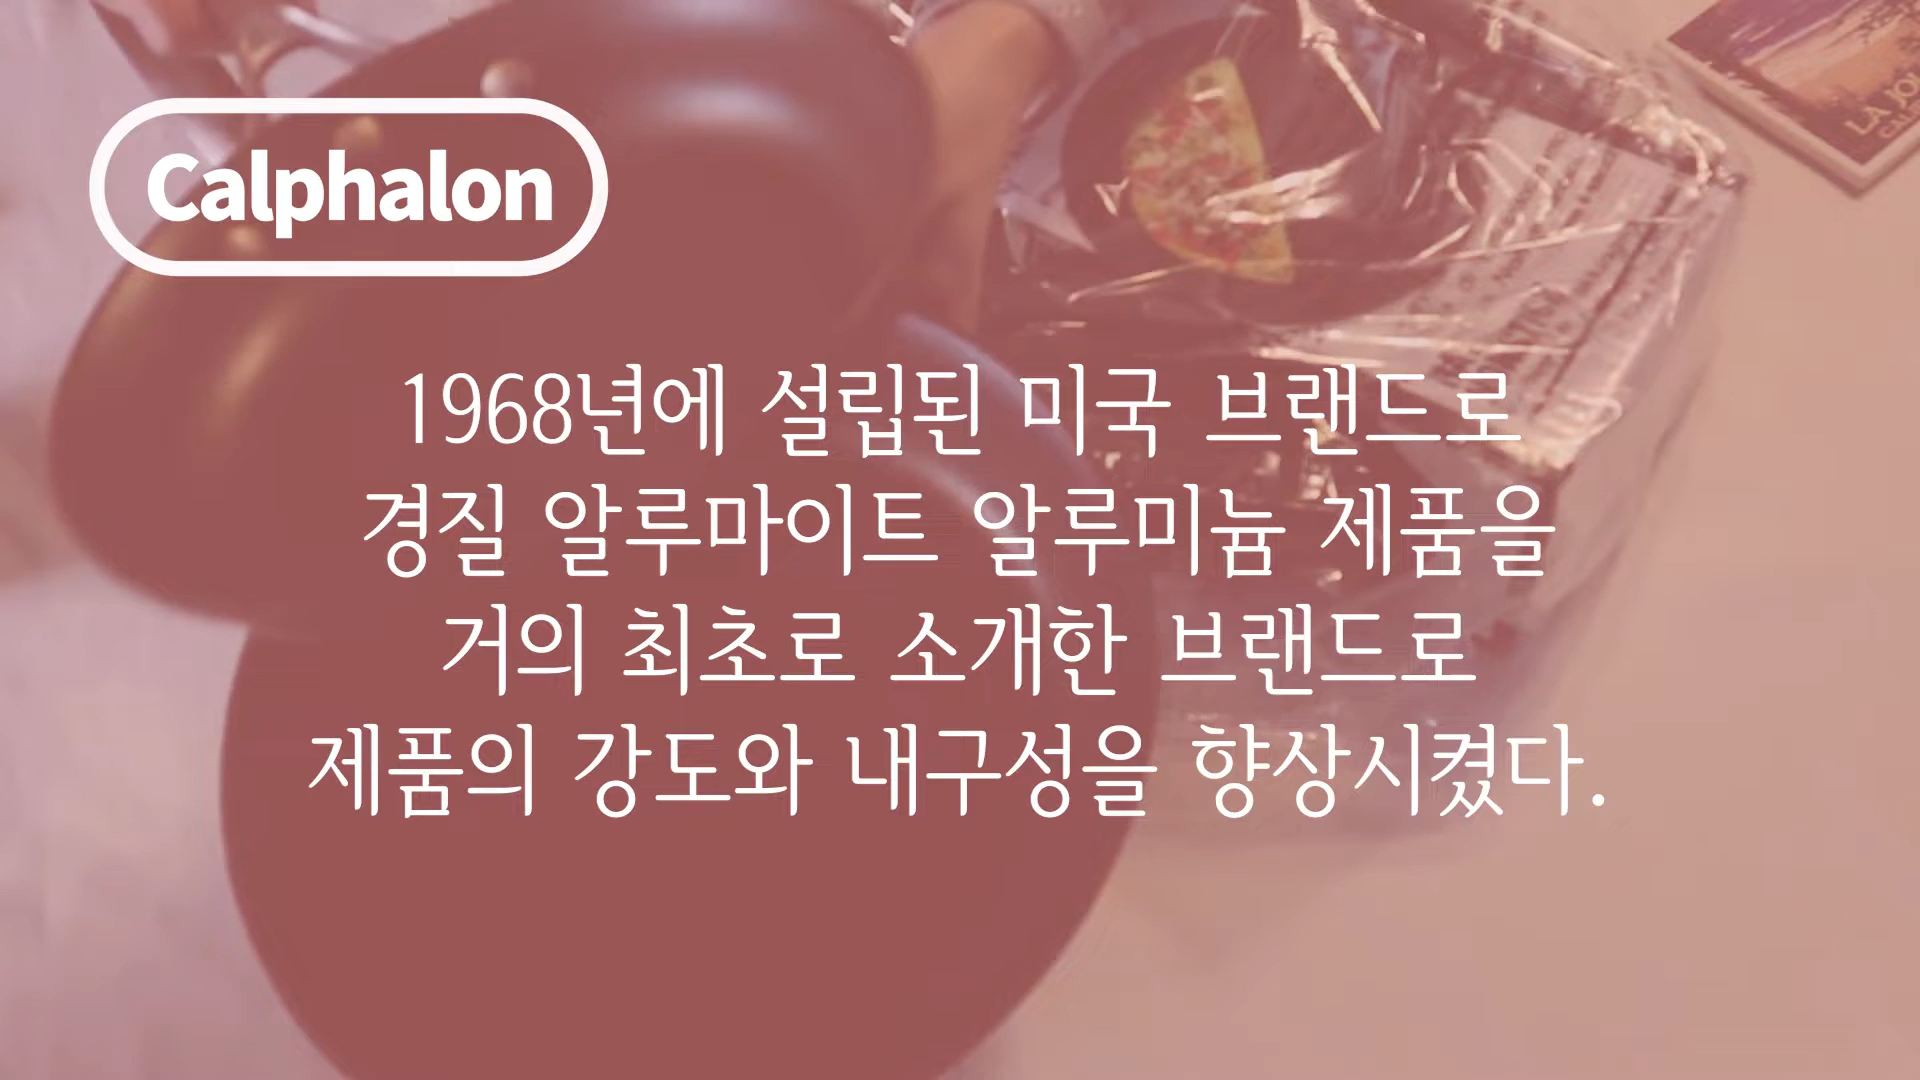 Calphalon
LA JOL
1968년에 설립된 미국 브랜드로
경질 알루마이트 알루미늄 제품을
거의 최초로 소개한 브랜드로
제품의 강도와 내구성을 향상시켰다.